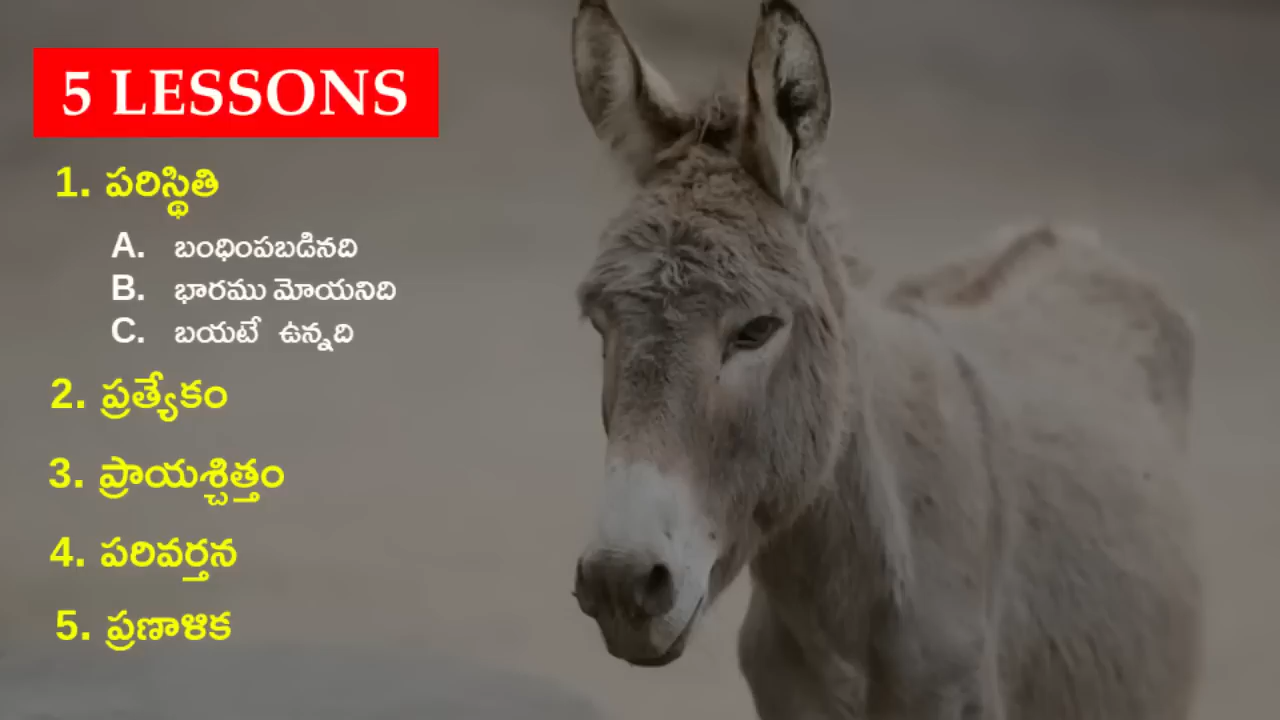 5 LESSONS
1. పరిస్థితి
A. బంధింపబడినది
B. భారము మోయనిది
C. బయటే ఉన్నది
2. ప్రత్యేకం
3. ప్రాయశ్చిత్తం
4. పరివర్తన
5. ప్రణాళిక